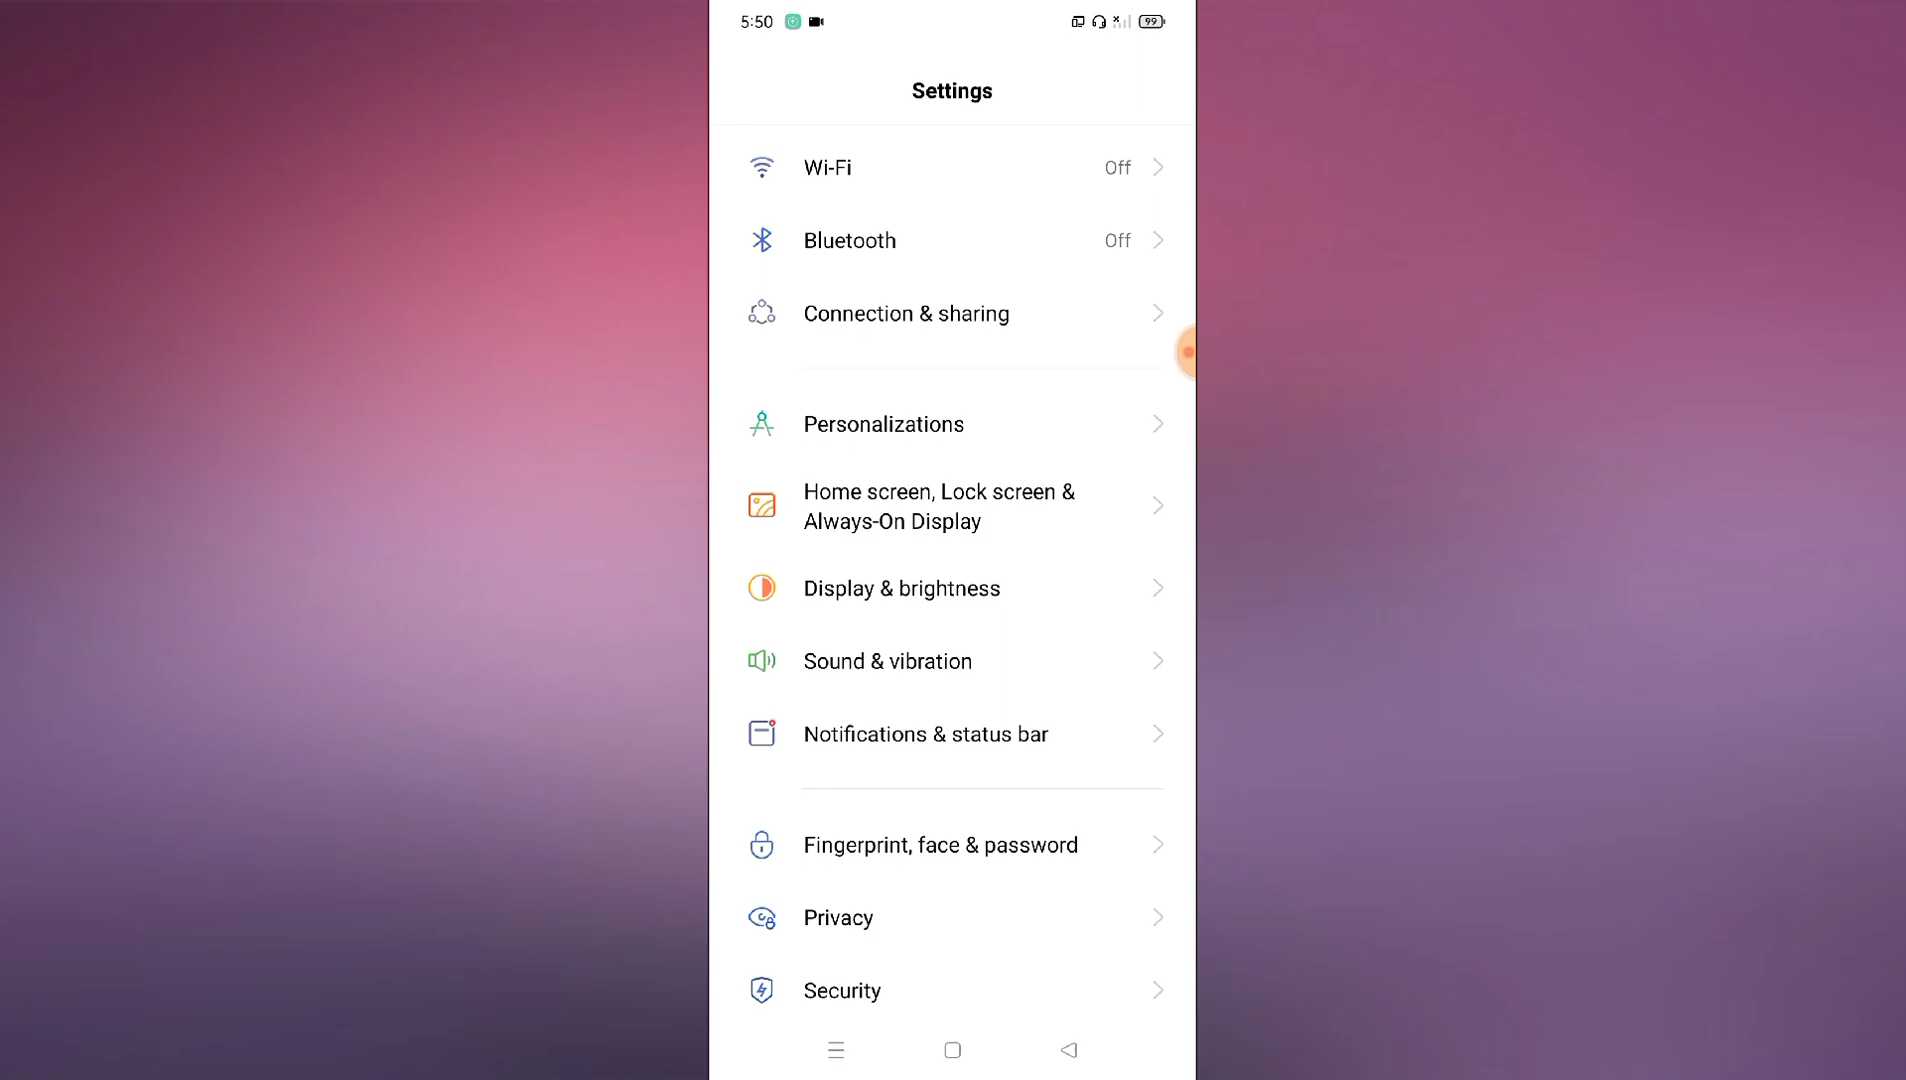 5:50
99
Settings
Wi-Fi Off
Bluetooth Off
Connection & sharing
Personalizations
Home screen, Lock screen &
Always-On Display
Display & brightness
Sound & vibration
Notifications & status bar
Fingerprint, face & password
Privacy
Security